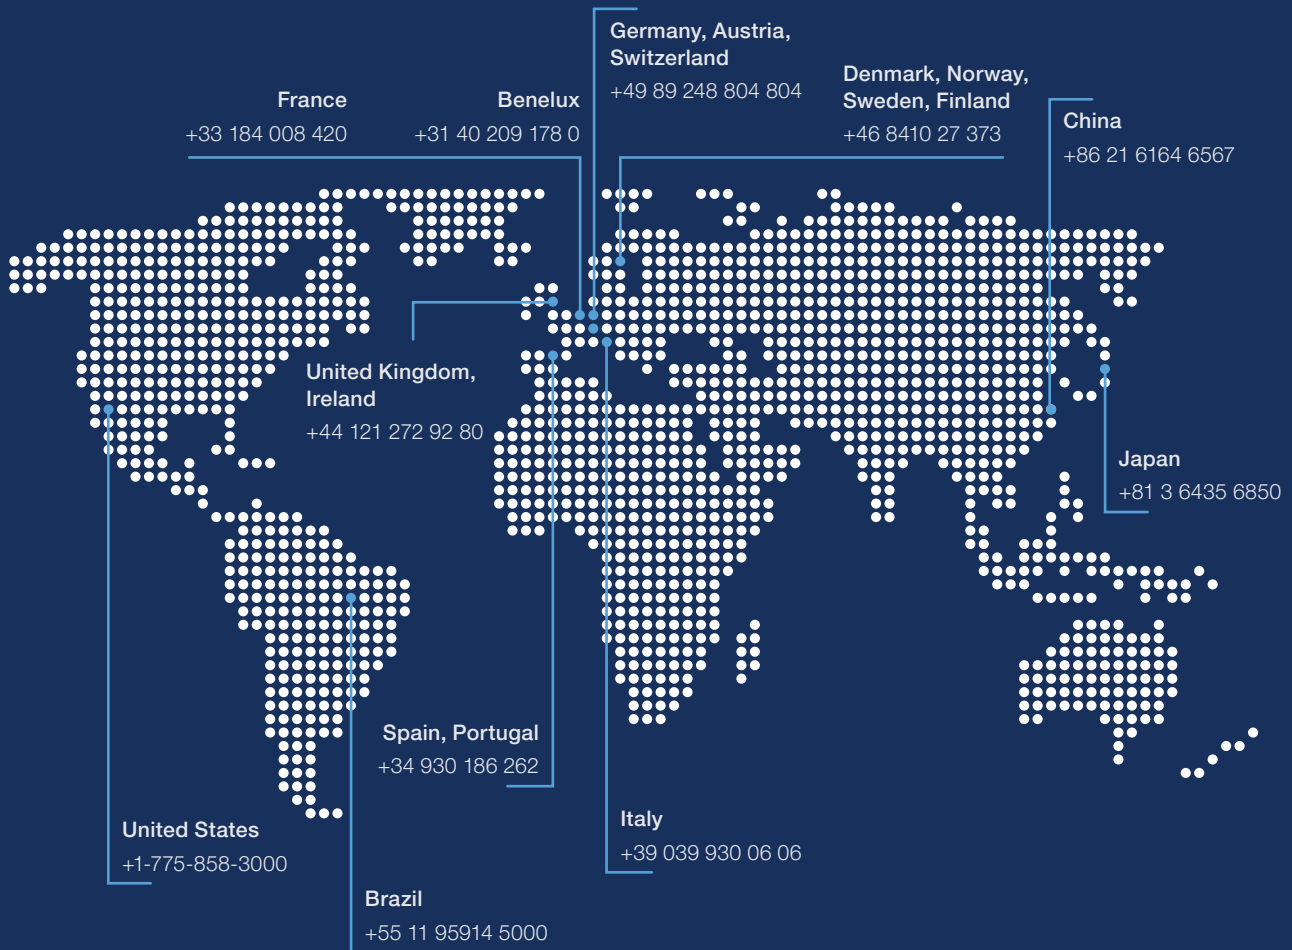 Germany, Austria,
Switzerland
+49 89 248 804 804
Denmark, Norway,
Sweden, Finland
+46 8410 27 373
France
+33 184 008 420
Benelux
+31 40 209 178 0
China
+86 21 6164 6567
United Kingdom,
Ireland
+44 121 272 92 80
Japan
+81 3 6435 6850
Spain, Portugal
+34 930 186 262
United States
+1-775-858-3000
Italy
+39 039 930 06 06
Brazil
+55 11 95914 5000